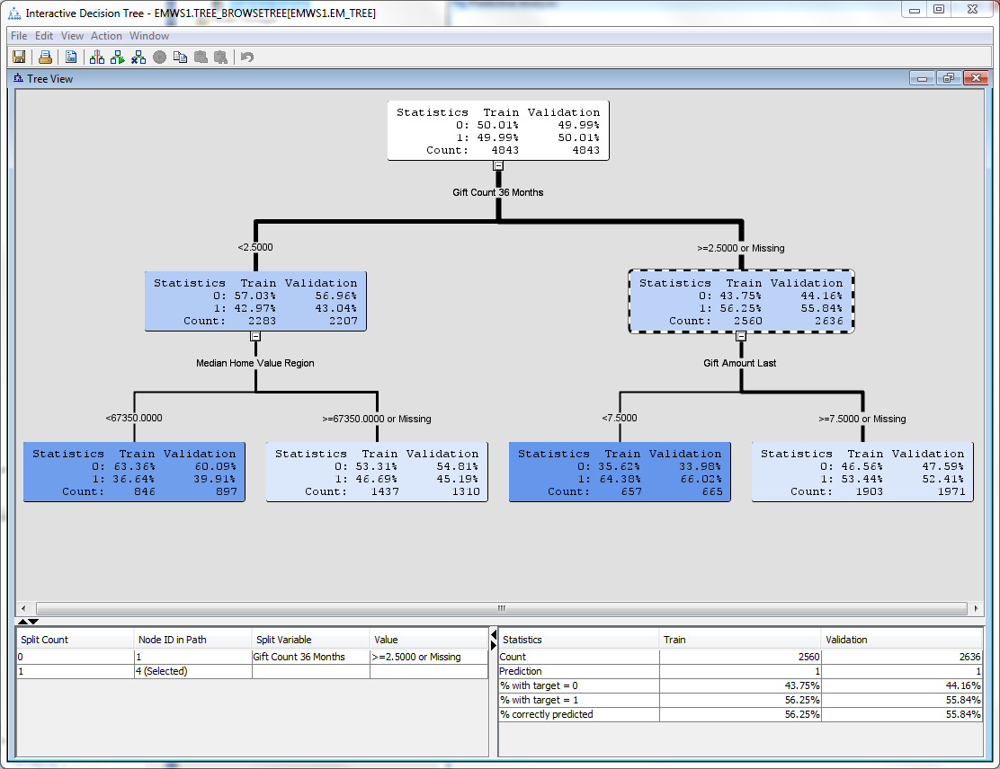 Interactive Decision Tree - EMWS1.TREE_BROWSETREE[EMWS1.EM_TREE]
File Edit View Action Window
Tree View
Statistics Train Validation
0: 50.01% 49.99%
1: 49.99% 50.01%
Count: 4843 4843
Gift Count 36 Months
<2.5000
>=2.5000 or Missing
Statistics Train Validation
0: 57.03% 56.96%
1: 42.97% 43.04%
Count: 2283 2207
Statistics Train Validation
0: 43.75% 44.16%
1: 56.25% 55.84%
Count: 2560 2636
Median Home Value Region
Gift Amount Last
<67350.0000
>=67350.0000 or Missing
<7.5000
>=7.5000 or Missing
Statistics Train Validation
0: 63.36% 60.09%
1: 36.64% 39.91%
Count: 846 897
Statistics Train Validation
0: 53.31% 54.81%
1: 46.69% 45.19%
Count: 1437 1310
Statistics Train Validation
0: 35.62% 33.98%
1: 64.38% 66.02%
Count: 657 665
Statistics Train Validation
0: 46.56% 47.59%
1: 53.44% 52.41%
Count: 1903 1971
Split Count Node ID in Path Split Variable Value
0 1 Gift Count 36 Months >=2.5000 or Missing
1 4 (Selected)
Statistics Train Validation
Count 2560 2636
Prediction 1 1
% with target = 0 43.75% 44.16%
% with target = 1 56.25% 55.84%
% correctly predicted 56.25% 55.84%